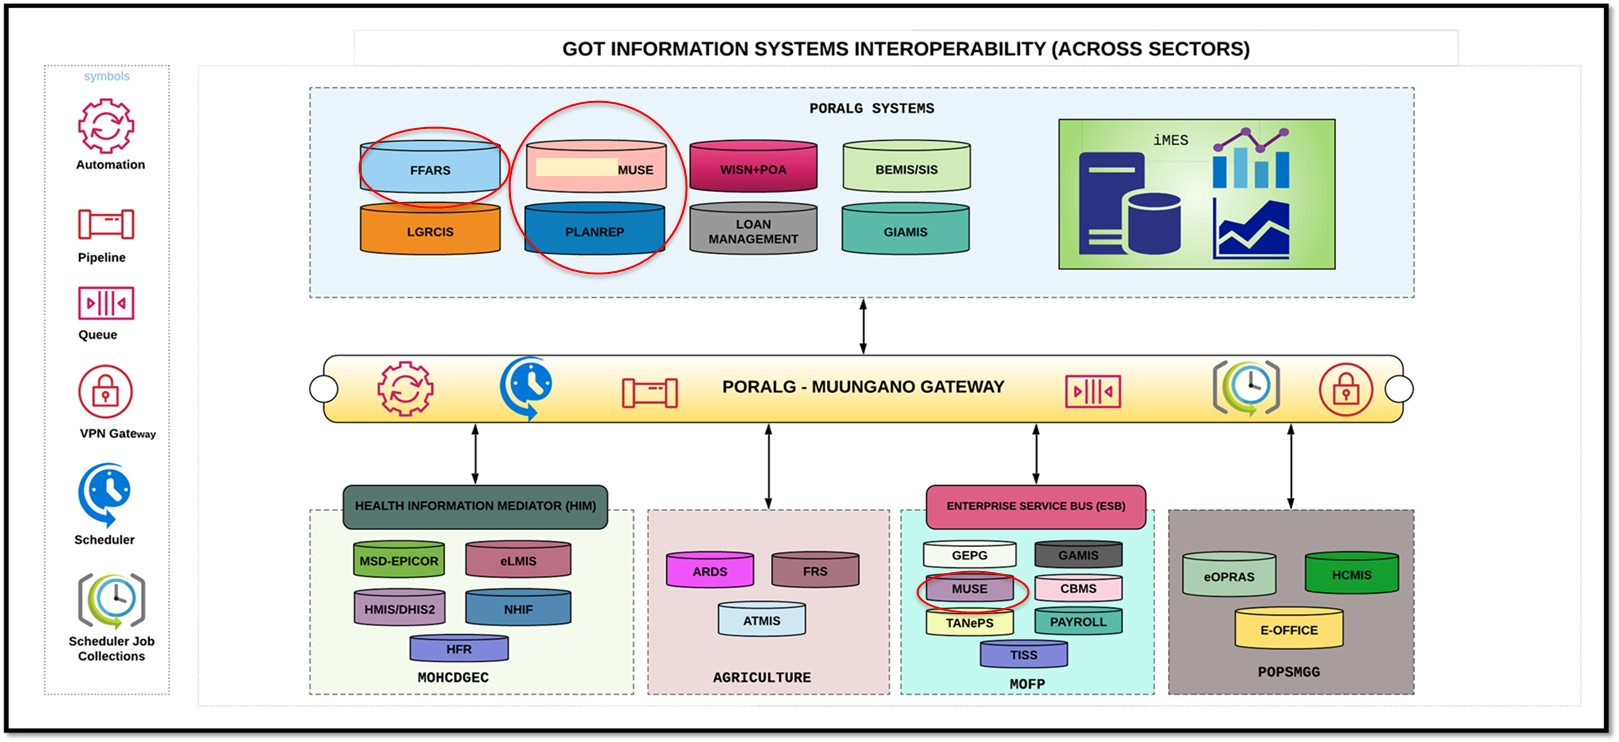 GOT INFORMATION SYSTEMS INTEROPERABILITY (ACROSS SECTORS)
symbols
Automation
Pipeline
Queue
VPN Gateway
Scheduler
Scheduler Job
Collections
PORALG SYSTEMS
FFARS
MUSE
WISN+POA
BEMIS/SIS
LGRCIS
PLANREP
LOAN
MANAGEMENT
GIAMIS
iMES
PORALG - MUUNGANO GATEWAY
HEALTH INFORMATION MEDIATOR (HIM)
MSD-EPICOR
eLMIS
HMIS/DHIS2
NHIF
HFR
MOHCDGEC
ARDS
FRS
ATMIS
AGRICULTURE
ENTERPRISE SERVICE BUS (ESB)
GEPG
GAMIS
MUSE
CBMS
TANePS
PAYROLL
TISS
MOFP
eOPRAS
HCMIS
E-OFFICE
POPSMGG